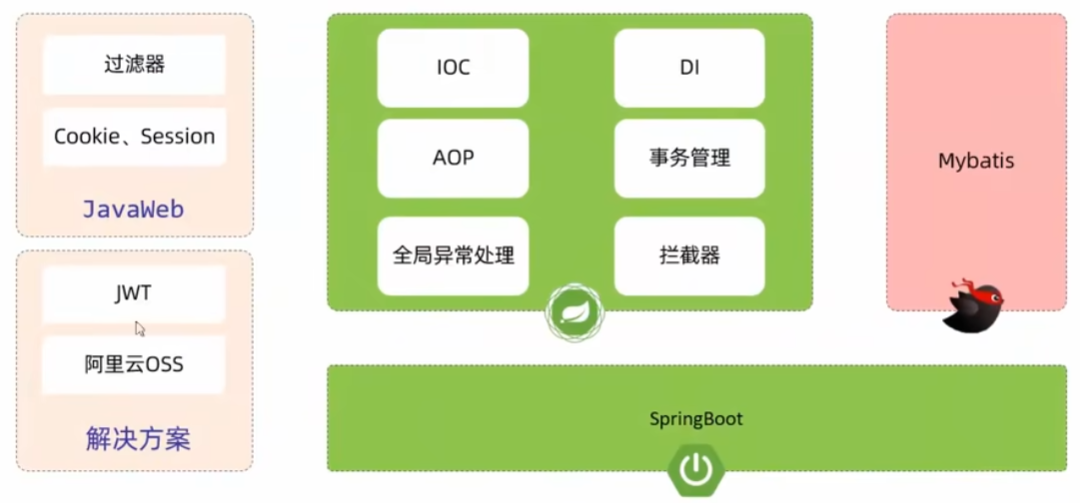 过滤器
Cookie、Session
JavaWeb
JWT
阿里云OSS
解决方案
IOC
DI
AOP
事务管理
全局异常处理
拦截器
Mybatis
SpringBoot